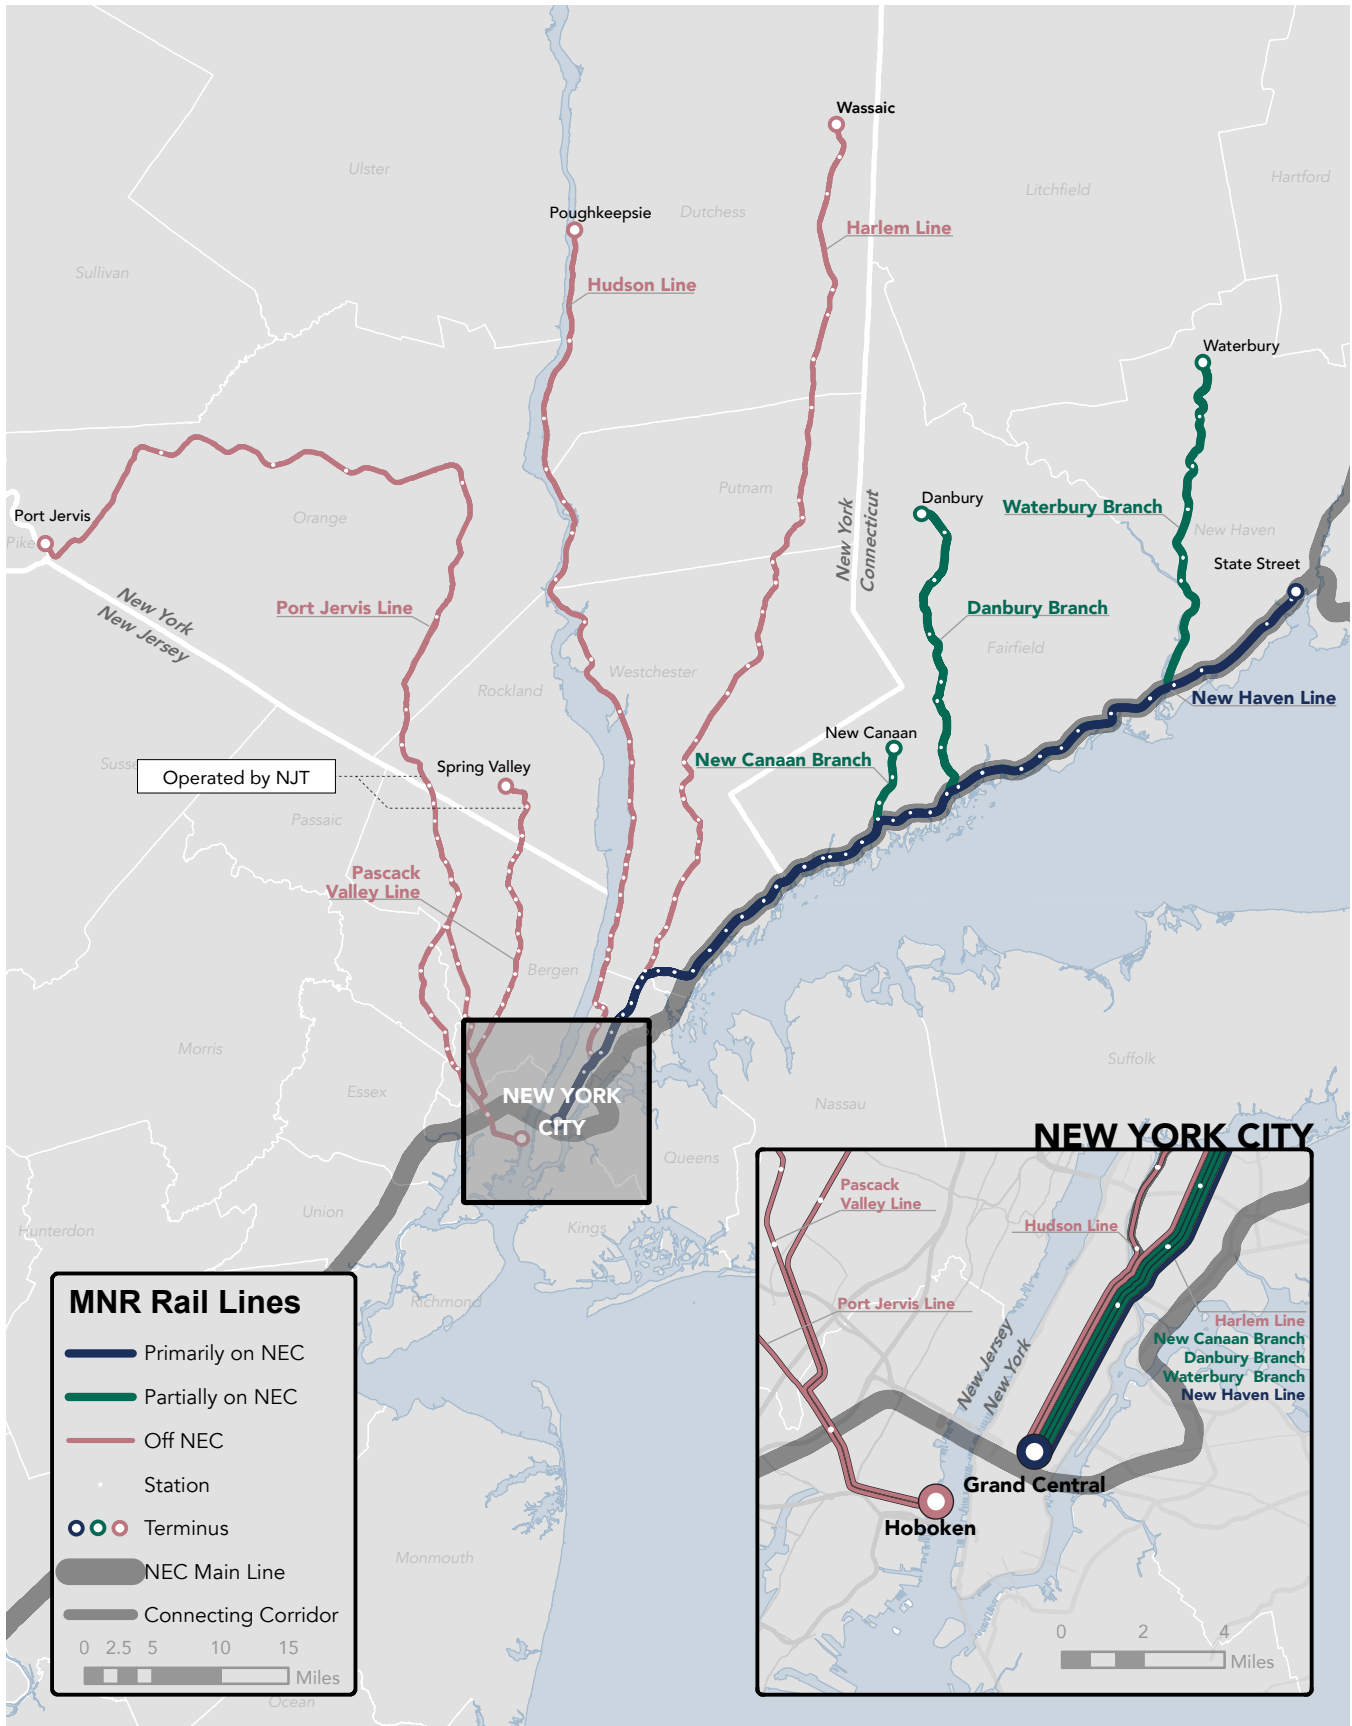 Wassaic
Ulster
Litchfield
Hartford
Poughkeepsie
Dutchess
Harlem Line
Sullivan
Hudson Line
Waterbury
Putnam
New York
Connecticut
Danbury
Waterbury Branch
New Haven
Port Jervis
Orange
Pike
State Street
New York
New Jersey
Port Jervis Line
Danbury Branch
Fairfield
Westchester
Rockland
New Haven Line
New Canaan
New Canaan Branch
Susse
Operated by NJT
Spring Valley
Passaic
Pascack
Valley Line
Bergen
Morris
Essex
Suffolk
Nassau
NEW YORK
CITY
Queens
Hunterdon
Union
Kings
Richmond
Monmouth
Ocean
MNR Rail Lines
Primarily on NEC
Partially on NEC
Off NEC
Station
Terminus
NEC Main Line
Connecting Corridor
0 2.5 5 10 15
Miles
NEW YORK CITY
Pascack
Valley Line
Hudson Line
Port Jervis Line
New Jersey
New York
Harlem Line
New Canaan Branch
Danbury Branch
Waterbury Branch
New Haven Line
Grand Central
Hoboken
0 2 4
Miles